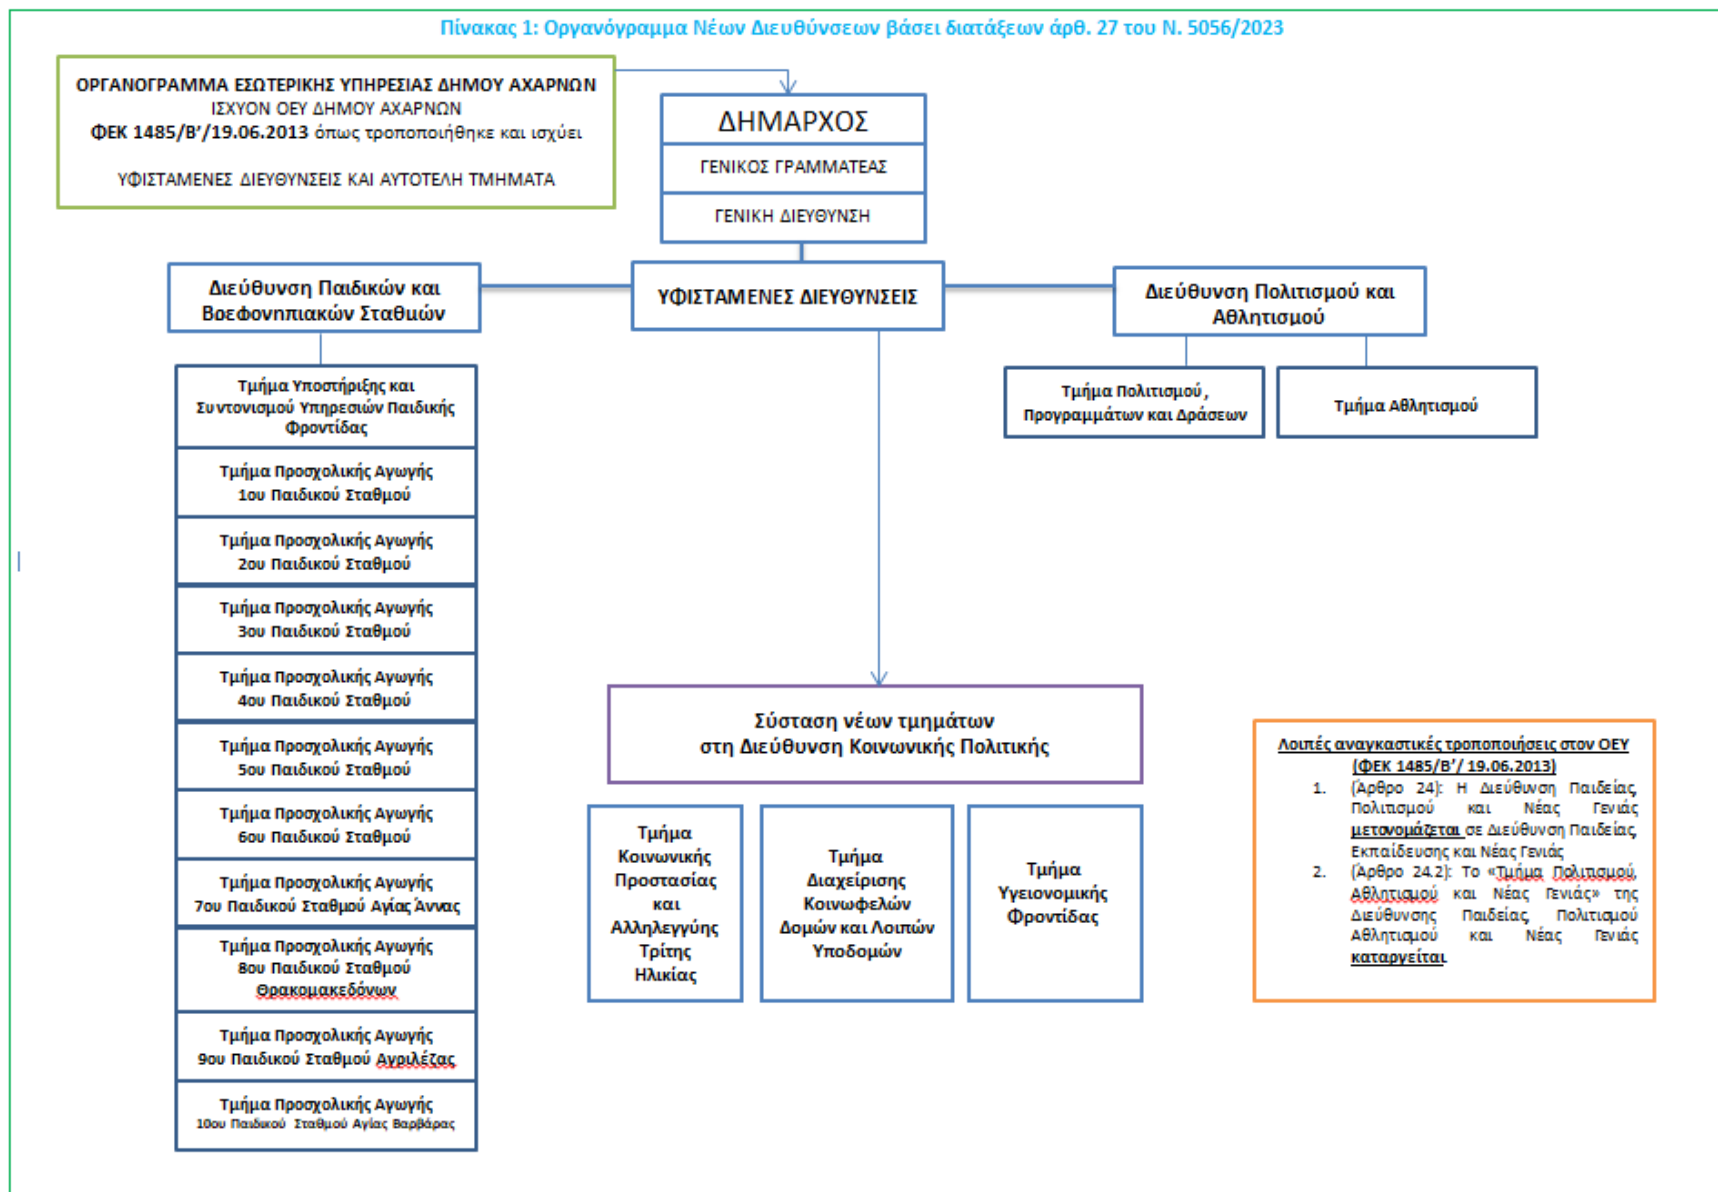 Πίνακας 1: Οργανόγραμμα Νέων Διευθύνσεων βάσει διατάξεων άρθ. 27 του Ν. 5056/2023
ΟΡΓΑΝΟΓΡΑΜΜΑ ΕΣΩΤΕΡΙΚΗΣ ΥΠΗΡΕΣΙΑΣ ΔΗΜΟΥ ΑΧΑΡΝΩΝ
ΙΣΧΥΟΝ ΟΕΥ ΔΗΜΟΥ ΑΧΑΡΝΩΝ
ΦΕΚ 1485/Β’/19.06.2013 όπως τροποποιήθηκε και ισχύει
ΥΦΙΣΤΑΜΕΝΕΣ ΔΙΕΥΘΥΝΣΕΙΣ ΚΑΙ ΑΥΤΟΤΕΛΗ ΤΜΗΜΑΤΑ
ΔΗΜΑΡΧΟΣ
ΓΕΝΙΚΟΣ ΓΡΑΜΜΑΤΕΑΣ
ΓΕΝΙΚΗ ΔΙΕΥΘΥΝΣΗ
Διεύθυνση Παιδικών και
Βρεφονηπιακών Σταθμών
ΥΦΙΣΤΑΜΕΝΕΣ ΔΙΕΥΘΥΝΣΕΙΣ
Διεύθυνση Πολιτισμού και
Αθλητισμού
Τμήμα Υποστήριξης και
Συντονισμού Υπηρεσιών Παιδικής
Φροντίδας
Τμήμα Προσχολικής Αγωγής
1ου Παιδικού Σταθμού
Τμήμα Προσχολικής Αγωγής
2ου Παιδικού Σταθμού
Τμήμα Προσχολικής Αγωγής
3ου Παιδικού Σταθμού
Τμήμα Προσχολικής Αγωγής
4ου Παιδικού Σταθμού
Τμήμα Προσχολικής Αγωγής
5ου Παιδικού Σταθμού
Τμήμα Προσχολικής Αγωγής
6ου Παιδικού Σταθμού
Τμήμα Προσχολικής Αγωγής
7ου Παιδικού Σταθμού Αγίας Άννας
Τμήμα Προσχολικής Αγωγής
8ου Παιδικού Σταθμού
Θρακομακεδόνων
Τμήμα Προσχολικής Αγωγής
9ου Παιδικού Σταθμού Αγριλέζας
Τμήμα Προσχολικής Αγωγής
10ου Παιδικού Σταθμού Αγίας Βαρβάρας
Τμήμα Πολιτισμού,
Προγραμμάτων και Δράσεων
Τμήμα Αθλητισμού
Σύσταση νέων τμημάτων
στη Διεύθυνση Κοινωνικής Πολιτικής
Τμήμα
Κοινωνικής
Προστασίας
και
Αλληλεγγύης
Τρίτης
Ηλικίας
Τμήμα
Διαχείρισης
Κοινωφελών
Δομών και Λοιπών
Υποδομών
Τμήμα
Υγειονομικής
Φροντίδας
Λοιπές αναγκαστικές τροποποιήσεις στον ΟΕΥ
(ΦΕΚ 1485/Β’/ 19.06.2013)
1. (Άρθρο 24): Η Διεύθυνση Παιδείας,
Πολιτισμού και Νέας Γενιάς
μετονομάζεται σε Διεύθυνση Παιδείας,
Εκπαίδευσης και Νέας Γενιάς
2. (Άρθρο 24.2): Το «Τμήμα Πολιτισμού,
Αθλητισμού και Νέας Γενιάς» της
Διεύθυνσης Παιδείας, Πολιτισμού
Αθλητισμού και Νέας Γενιάς
καταργείται